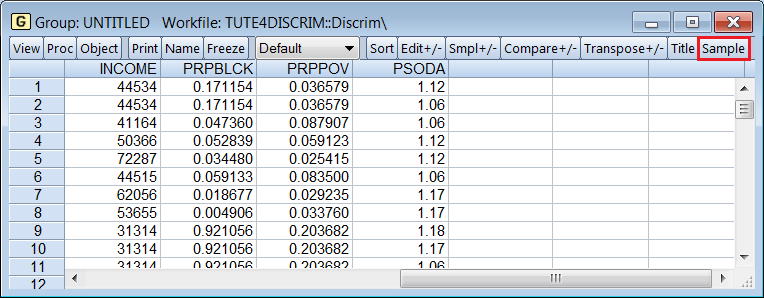 G Group: UNTITLED Workfile: TUTE4DISCRIM::Discrim\
View Proc Object Print Name Freeze Default Sort Edit+/- Smpl+/- Compare+/- Transpose+/- Title Sample
INCOME PRPBLCK PRPPOV PSODA
1 44534 0.171154 0.036579 1.12
2 44534 0.171154 0.036579 1.06
3 41164 0.047360 0.087907 1.06
4 50366 0.052839 0.059123 1.12
5 72287 0.034480 0.025415 1.12
6 44515 0.059133 0.083500 1.06
7 62056 0.018677 0.029235 1.17
8 53655 0.004906 0.033760 1.17
9 31314 0.921056 0.203682 1.18
10 31314 0.921056 0.203682 1.17
11 31314 0.921056 0.203682 1.06
12